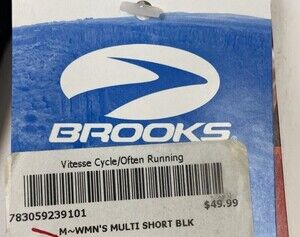 BROOKS
Vitesse Cycle/Often Running
783059239101
$49.99
M~WMN'S MULTI SHORT BLK